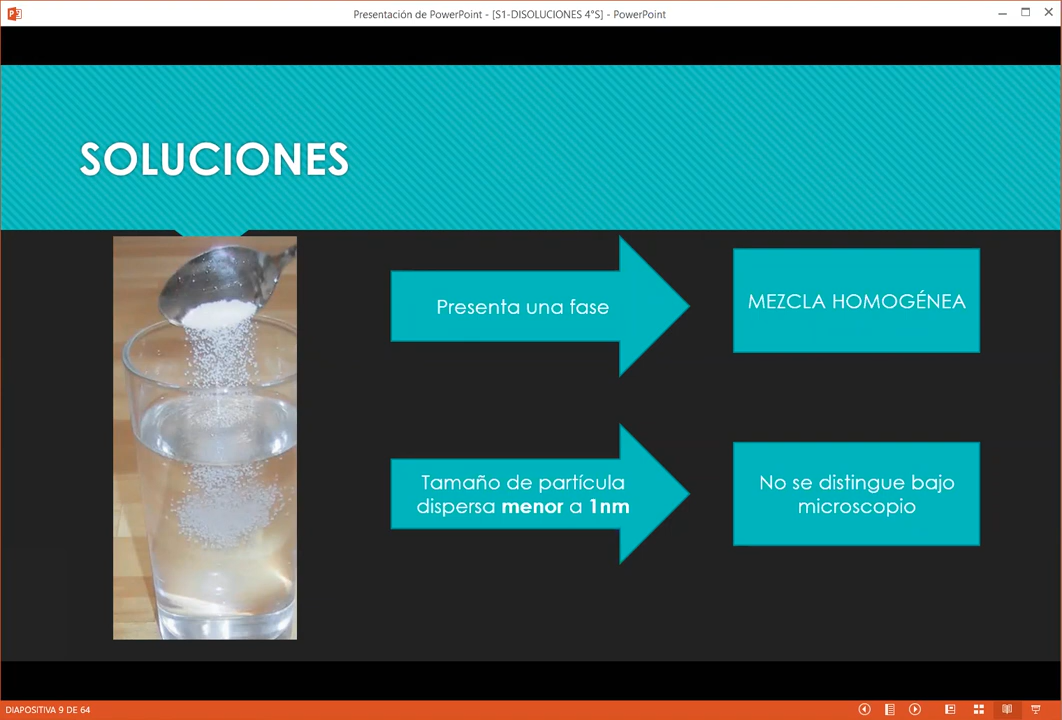 Presentación de PowerPoint - [S1-DISOLUCIONES 4°S] - PowerPoint
SOLUCIONES
Presenta una fase
MEZCLA HOMOGÉNEA
Tamaño de partícula
dispersa menor a 1nm
No se distingue bajo
microscopio
DIAPOSITIVA 9 DE 64